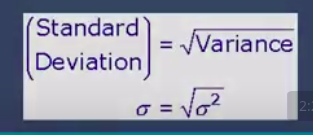 (Standard
Deviation) = √Variance
σ = √σ²